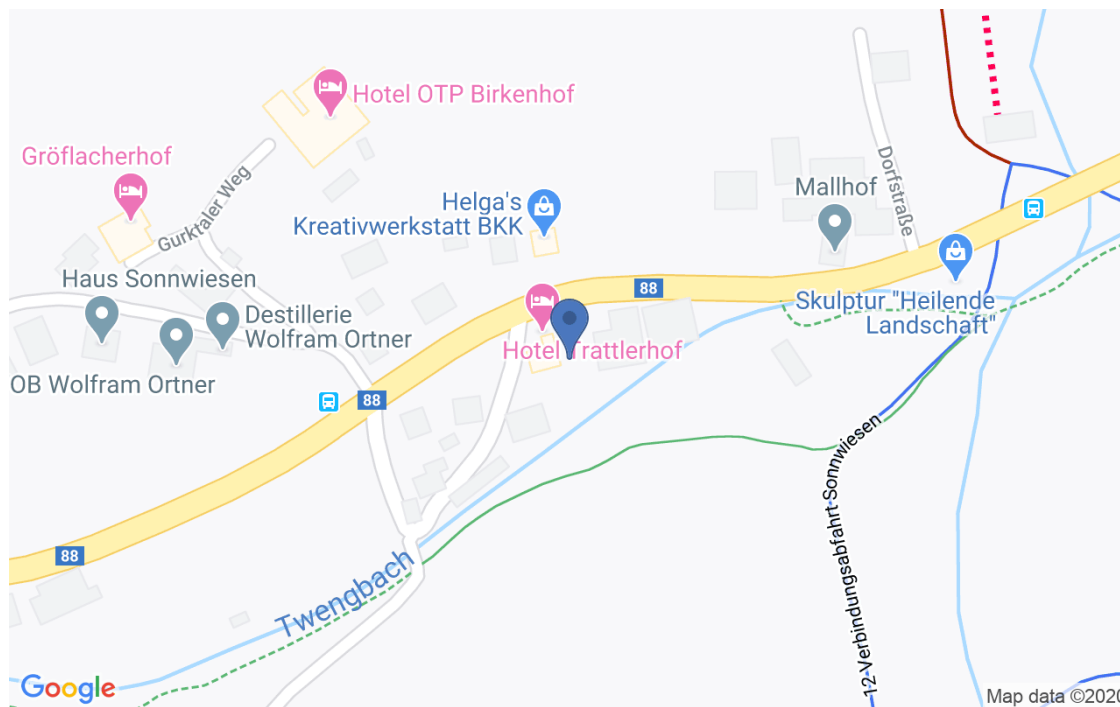 Hotel OTP Birkenhof
Gröflacherhof
Gurktaler Weg
Helga's
Kreativwerkstatt BKK
Mallhof
Dorfstraße
Haus Sonnwiesen
Destillerie
Wolfram Ortner
OB Wolfram Ortner
88
Skulptur "Heilende
Landschaft"
Hotel Trattlerhof
88
88
Twengbach
12-Verbindungsabfahrt Sonnwiesen
Google
Map data ©2020